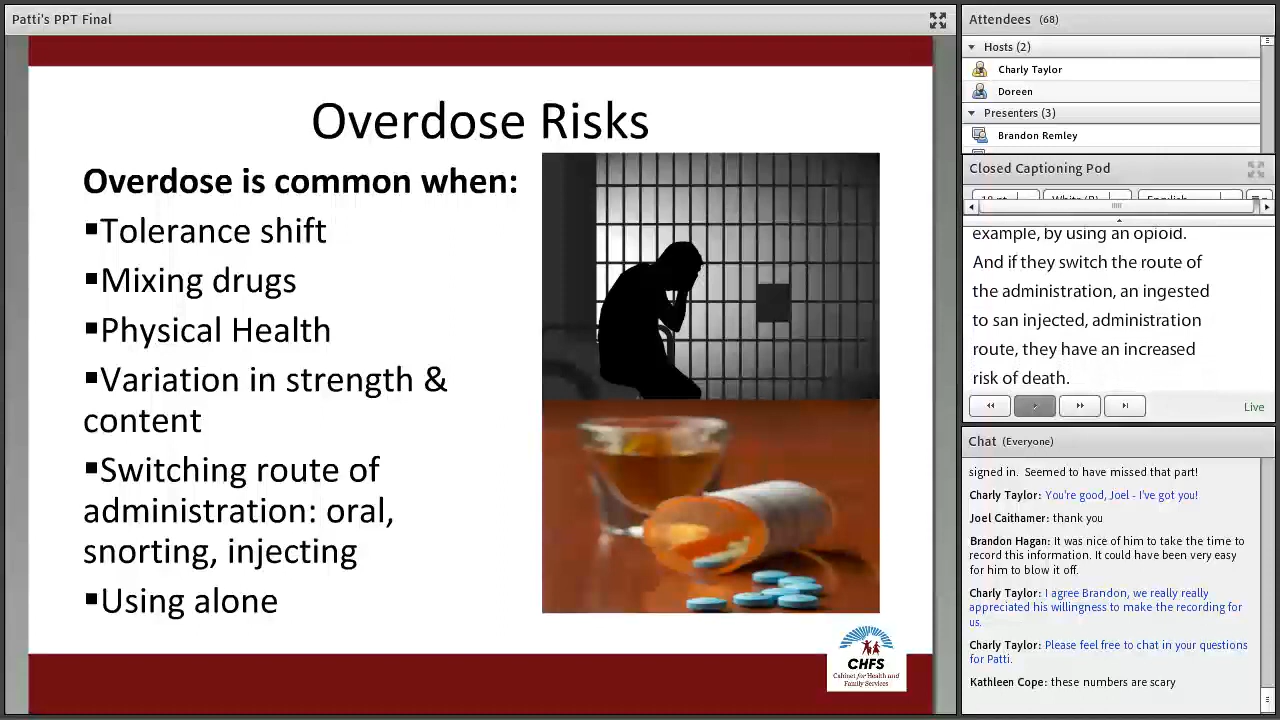 Patti's PPT Final
Overdose Risks
Overdose is common when:
▪Tolerance shift
▪Mixing drugs
▪Physical Health
▪Variation in strength &
content
▪Switching route of
administration: oral,
snorting, injecting
▪Using alone
CHFS
Cabinet for Health and
Family Services
Attendees (68)
Hosts (2)
Charly Taylor
Doreen
Presenters (3)
Brandon Remley
Closed Captioning Pod
example, by using an opioid.
And if they switch the route of
the administration, an ingested
to san injected, administration
route, they have an increased
risk of death.
Live
Chat (Everyone)
signed in. Seemed to have missed that part!
Charly Taylor: You're good, Joel - I've got you!
Joel Caithamer: thank you
Brandon Hagan: It was nice of him to take the time to
record this information. It could have been very easy
for him to blow it off.
Charly Taylor: I agree Brandon, we really really
appreciated his willingness to make the recording for
us.
Charly Taylor: Please feel free to chat in your questions
for Patti.
Kathleen Cope: these numbers are scary